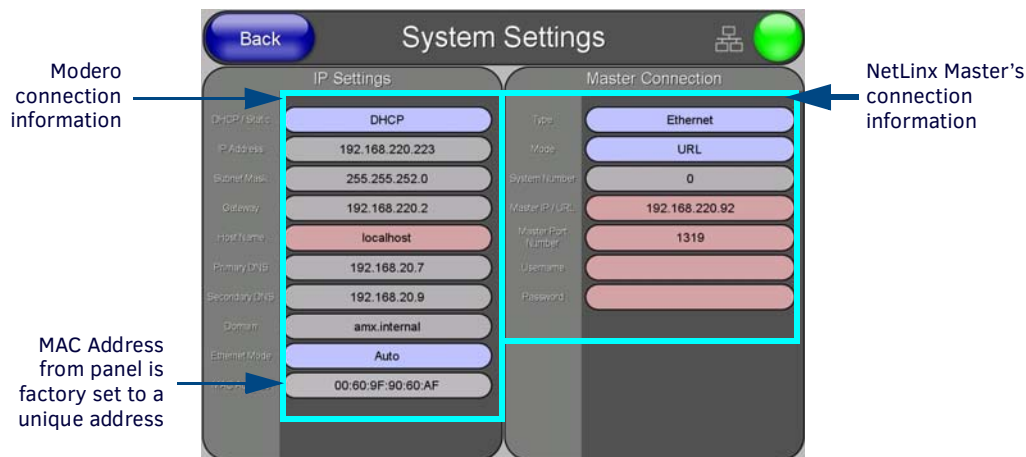 Back
System Settings
Modero
connection
information
IP Settings
DHCP / Static
DHCP
IP Address
192.168.220.223
Subnet Mask
255.255.252.0
Gateway
192.168.220.2
Host Name
localhost
Primary DNS
192.168.20.7
Secondary DNS
192.168.20.9
Domain
amx.internal
Ethernet Mode
Auto
00:60:9F:90:60:AF
MAC Address
from panel is
factory set to a
unique address
Master Connection
Type
Ethernet
Mode
URL
System Number
0
Master IP / URL
192.168.220.92
Master Port
Number
1319
Username
Password
NetLinx Master's
connection
information